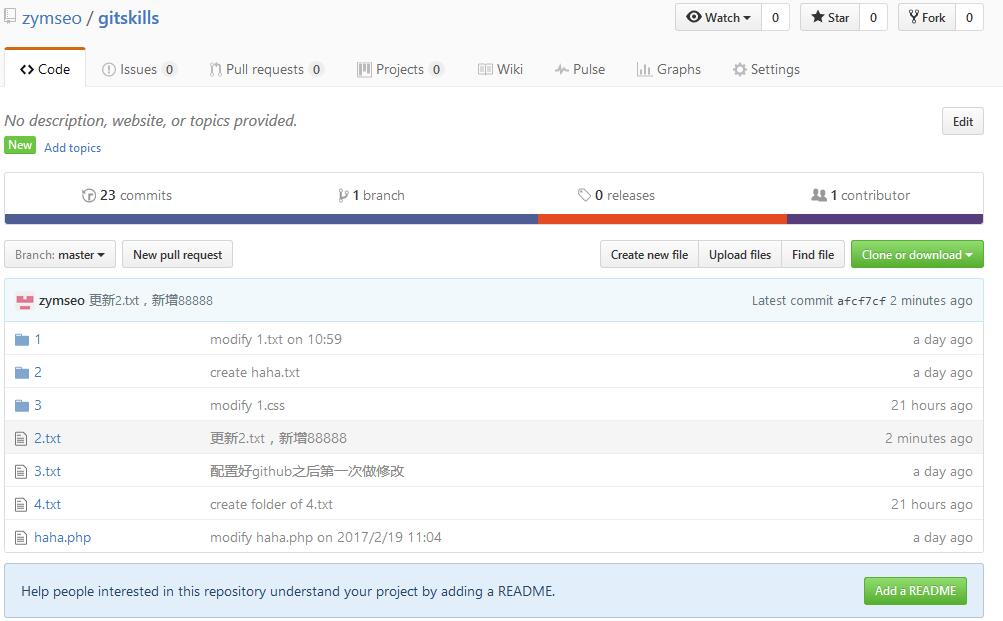 zymseo / gitskills Watch 0 Star 0 Fork 0
Code Issues 0 Pull requests 0 Projects 0 Wiki Pulse Graphs Settings
No description, website, or topics provided. Edit
New Add topics
23 commits 1 branch 0 releases 1 contributor
Branch: master New pull request Create new file Upload files Find file Clone or download
zymseo 更新2.txt，新增88888 Latest commit afcf7cf 2 minutes ago
1 modify 1.txt on 10:59 a day ago
2 create haha.txt a day ago
3 modify 1.css 21 hours ago
2.txt 更新2.txt，新增88888 2 minutes ago
3.txt 配置好github之后第一次做修改 a day ago
4.txt create folder of 4.txt 21 hours ago
haha.php modify haha.php on 2017/2/19 11:04 a day ago
Help people interested in this repository understand your project by adding a README. Add a README